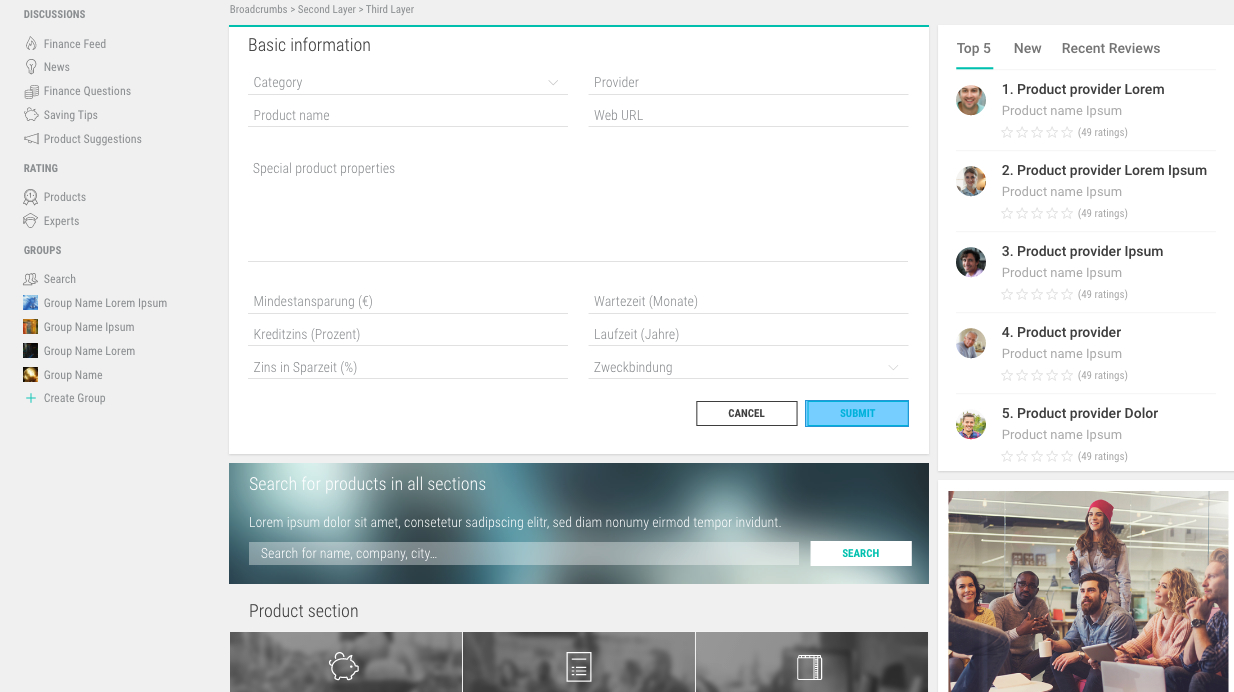 DISCUSSIONS
Finance Feed
News
Finance Questions
Saving Tips
Product Suggestions
RATING
Products
Experts
GROUPS
Search
Group Name Lorem Ipsum
Group Name Ipsum
Group Name Lorem
Group Name
Create Group
Broadcrumbs > Second Layer > Third Layer
Basic information
Category
Provider
Product name
Web URL
Special product properties
Mindestansparung (€)
Wartezeit (Monate)
Kreditzins (Prozent)
Laufzeit (Jahre)
Zins in Sparzeit (%)
Zweckbindung
CANCEL
SUBMIT
Search for products in all sections
Lorem ipsum dolor sit amet, consetetur sadipscing elitr, sed diam nonumy eirmod tempor invidunt.
Search for name, company, city...
SEARCH
Product section
Top 5
New
Recent Reviews
1. Product provider Lorem
Product name Ipsum
(49 ratings)
2. Product provider Lorem Ipsum
Product name Ipsum
(49 ratings)
3. Product provider Ipsum
Product name Ipsum
(49 ratings)
4. Product provider
Product name Ipsum
(49 ratings)
5. Product provider Dolor
Product name Ipsum
(49 ratings)